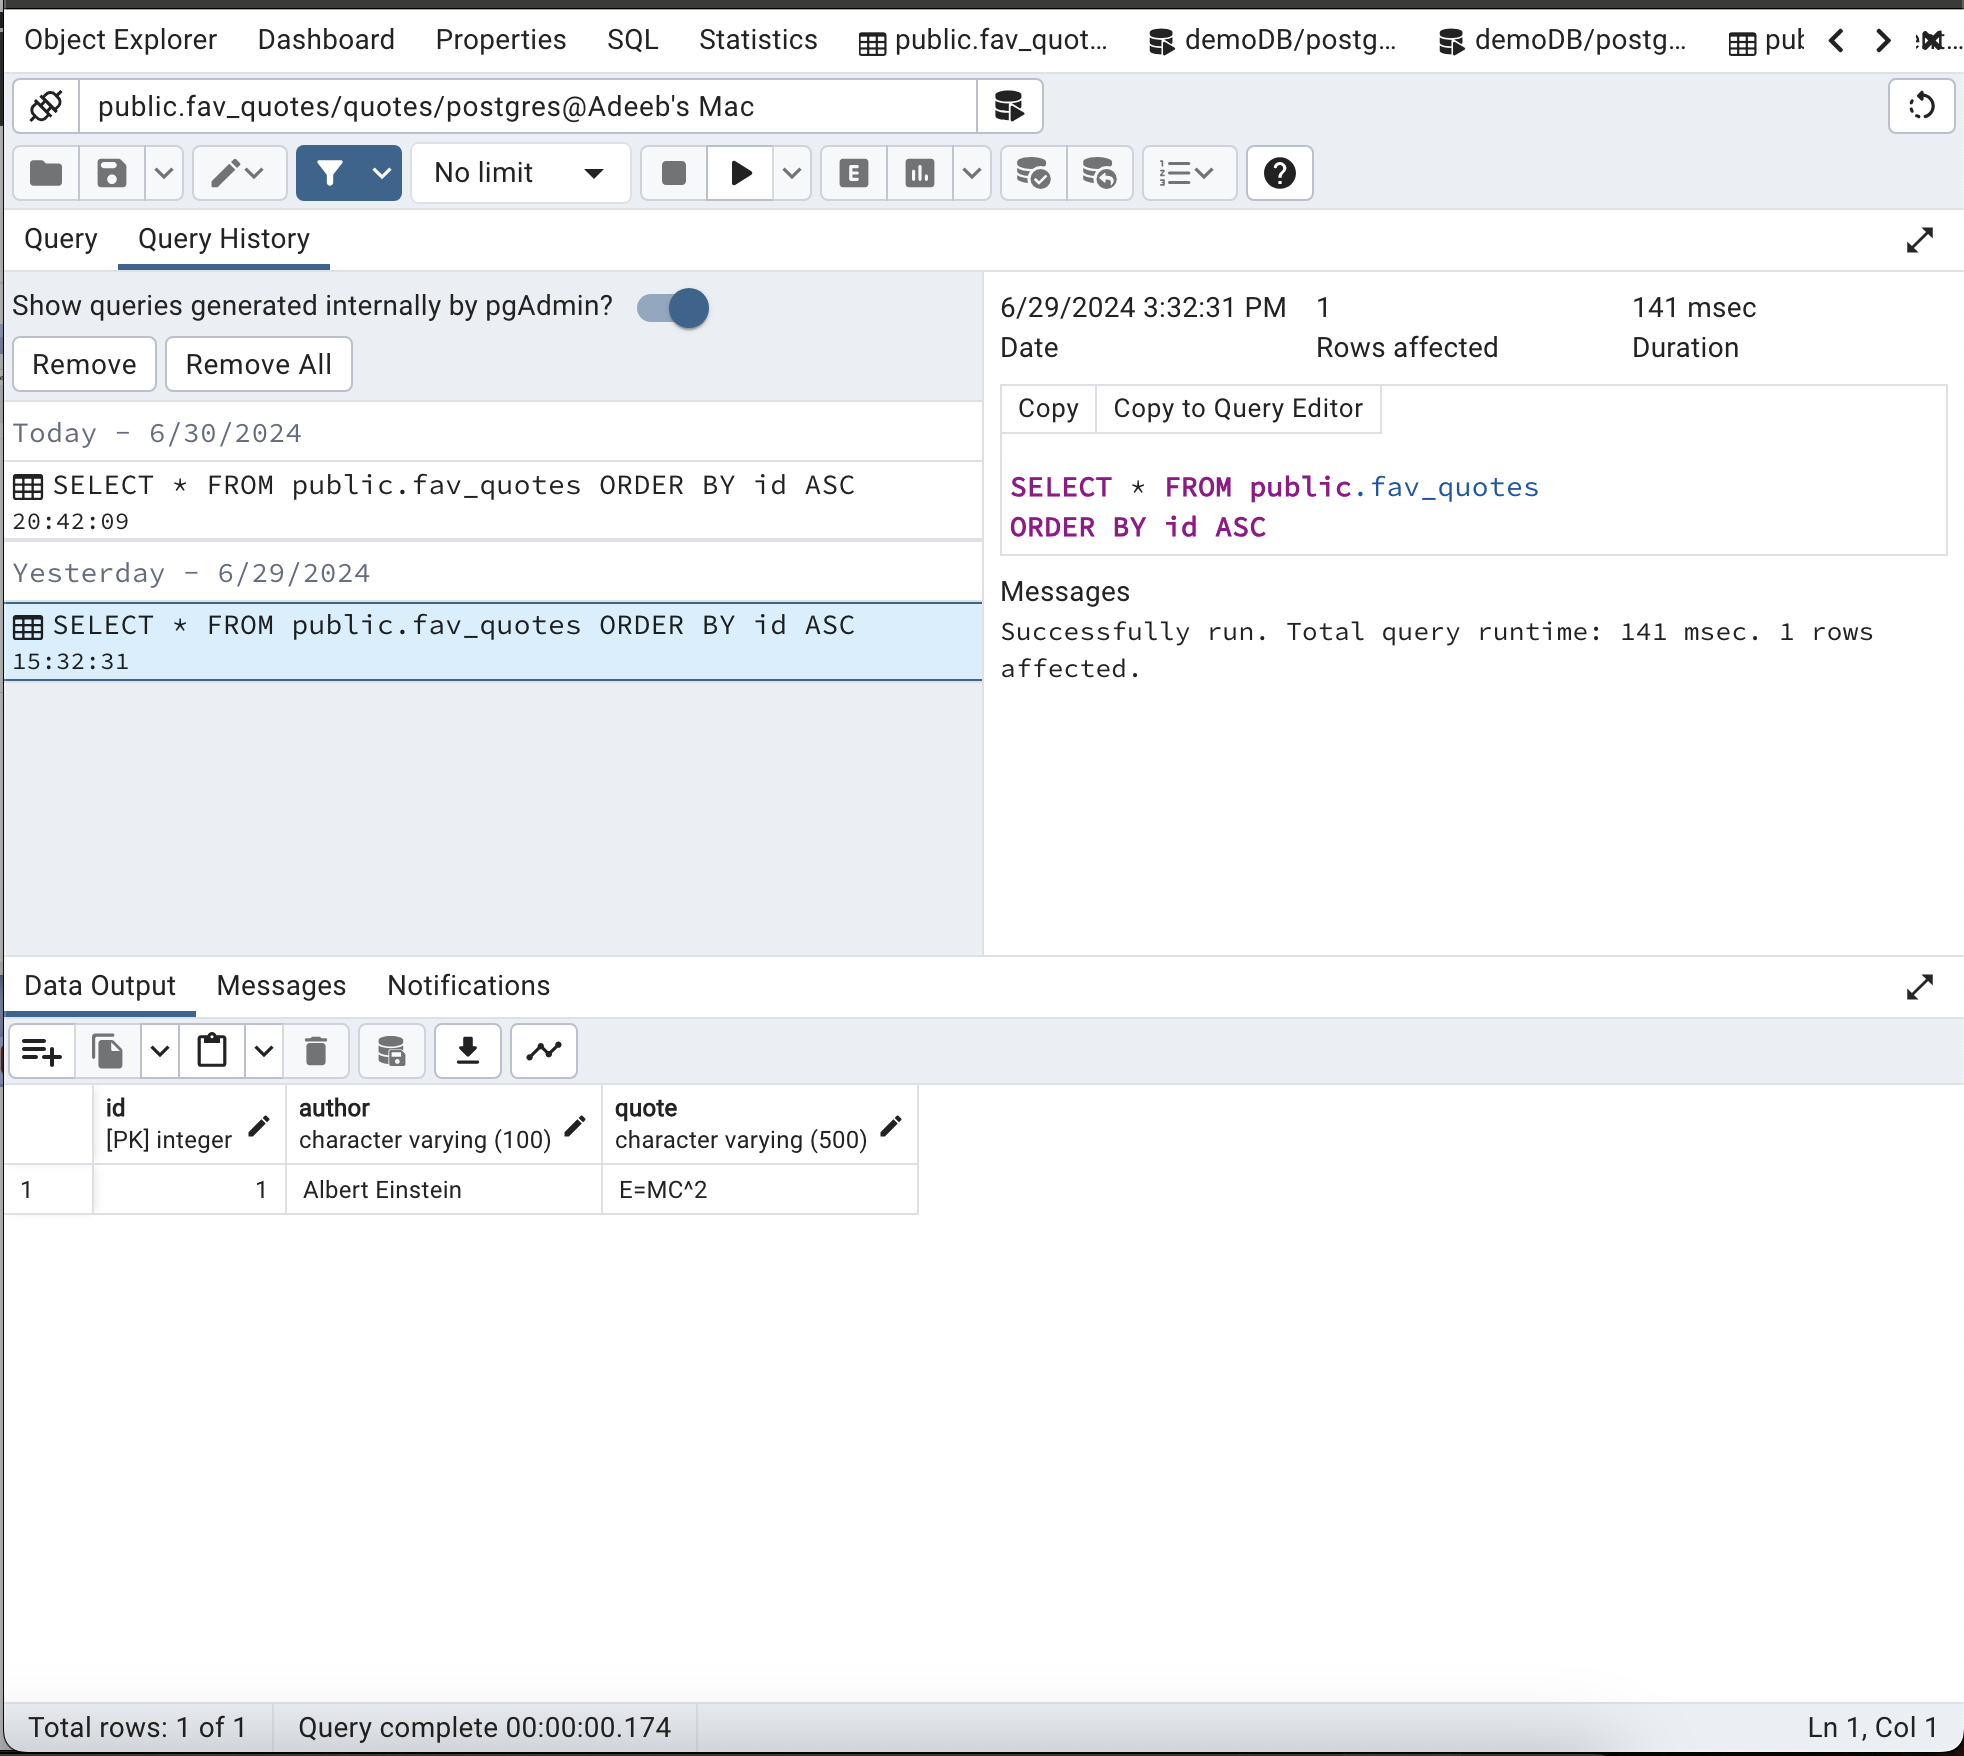 Object Explorer Dashboard Properties SQL Statistics public.fav_quot... demoDB/postg... demoDB/postg... pub
public.fav_quotes/quotes/postgres@Adeeb's Mac
No limit E ?
Query Query History
Show queries generated internally by pgAdmin?
Remove Remove All
Today - 6/30/2024
SELECT * FROM public.fav_quotes ORDER BY id ASC
20:42:09
Yesterday - 6/29/2024
SELECT * FROM public.fav_quotes ORDER BY id ASC
15:32:31
6/29/2024 3:32:31 PM 1 141 msec
Date Rows affected Duration
Copy Copy to Query Editor
SELECT * FROM public.fav_quotes
ORDER BY id ASC
Messages
Successfully run. Total query runtime: 141 msec. 1 rows
affected.
Data Output Messages Notifications
id author quote
[PK] integer character varying (100) character varying (500)
1 1 Albert Einstein E=MC^2
Total rows: 1 of 1 Query complete 00:00:00.174 Ln 1, Col 1